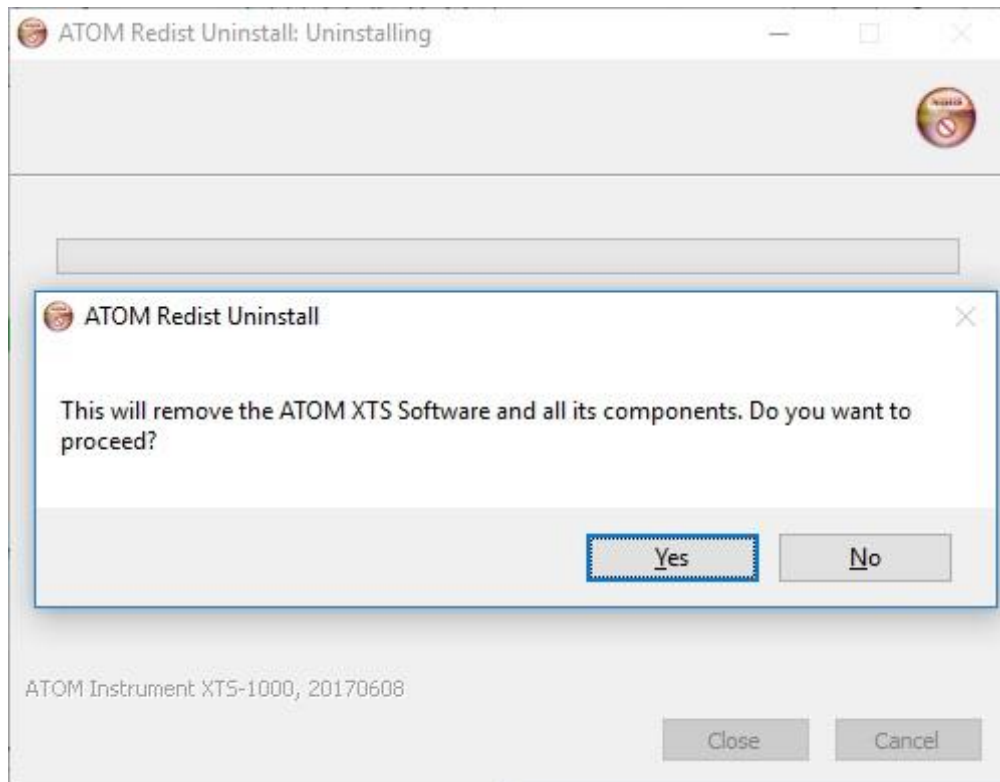 ATOM Redist Uninstall: Uninstalling
ATOM Redist Uninstall
This will remove the ATOM XTS Software and all its components. Do you want to
proceed?
Yes
No
ATOM Instrument XTS-1000, 20170608
Close
Cancel